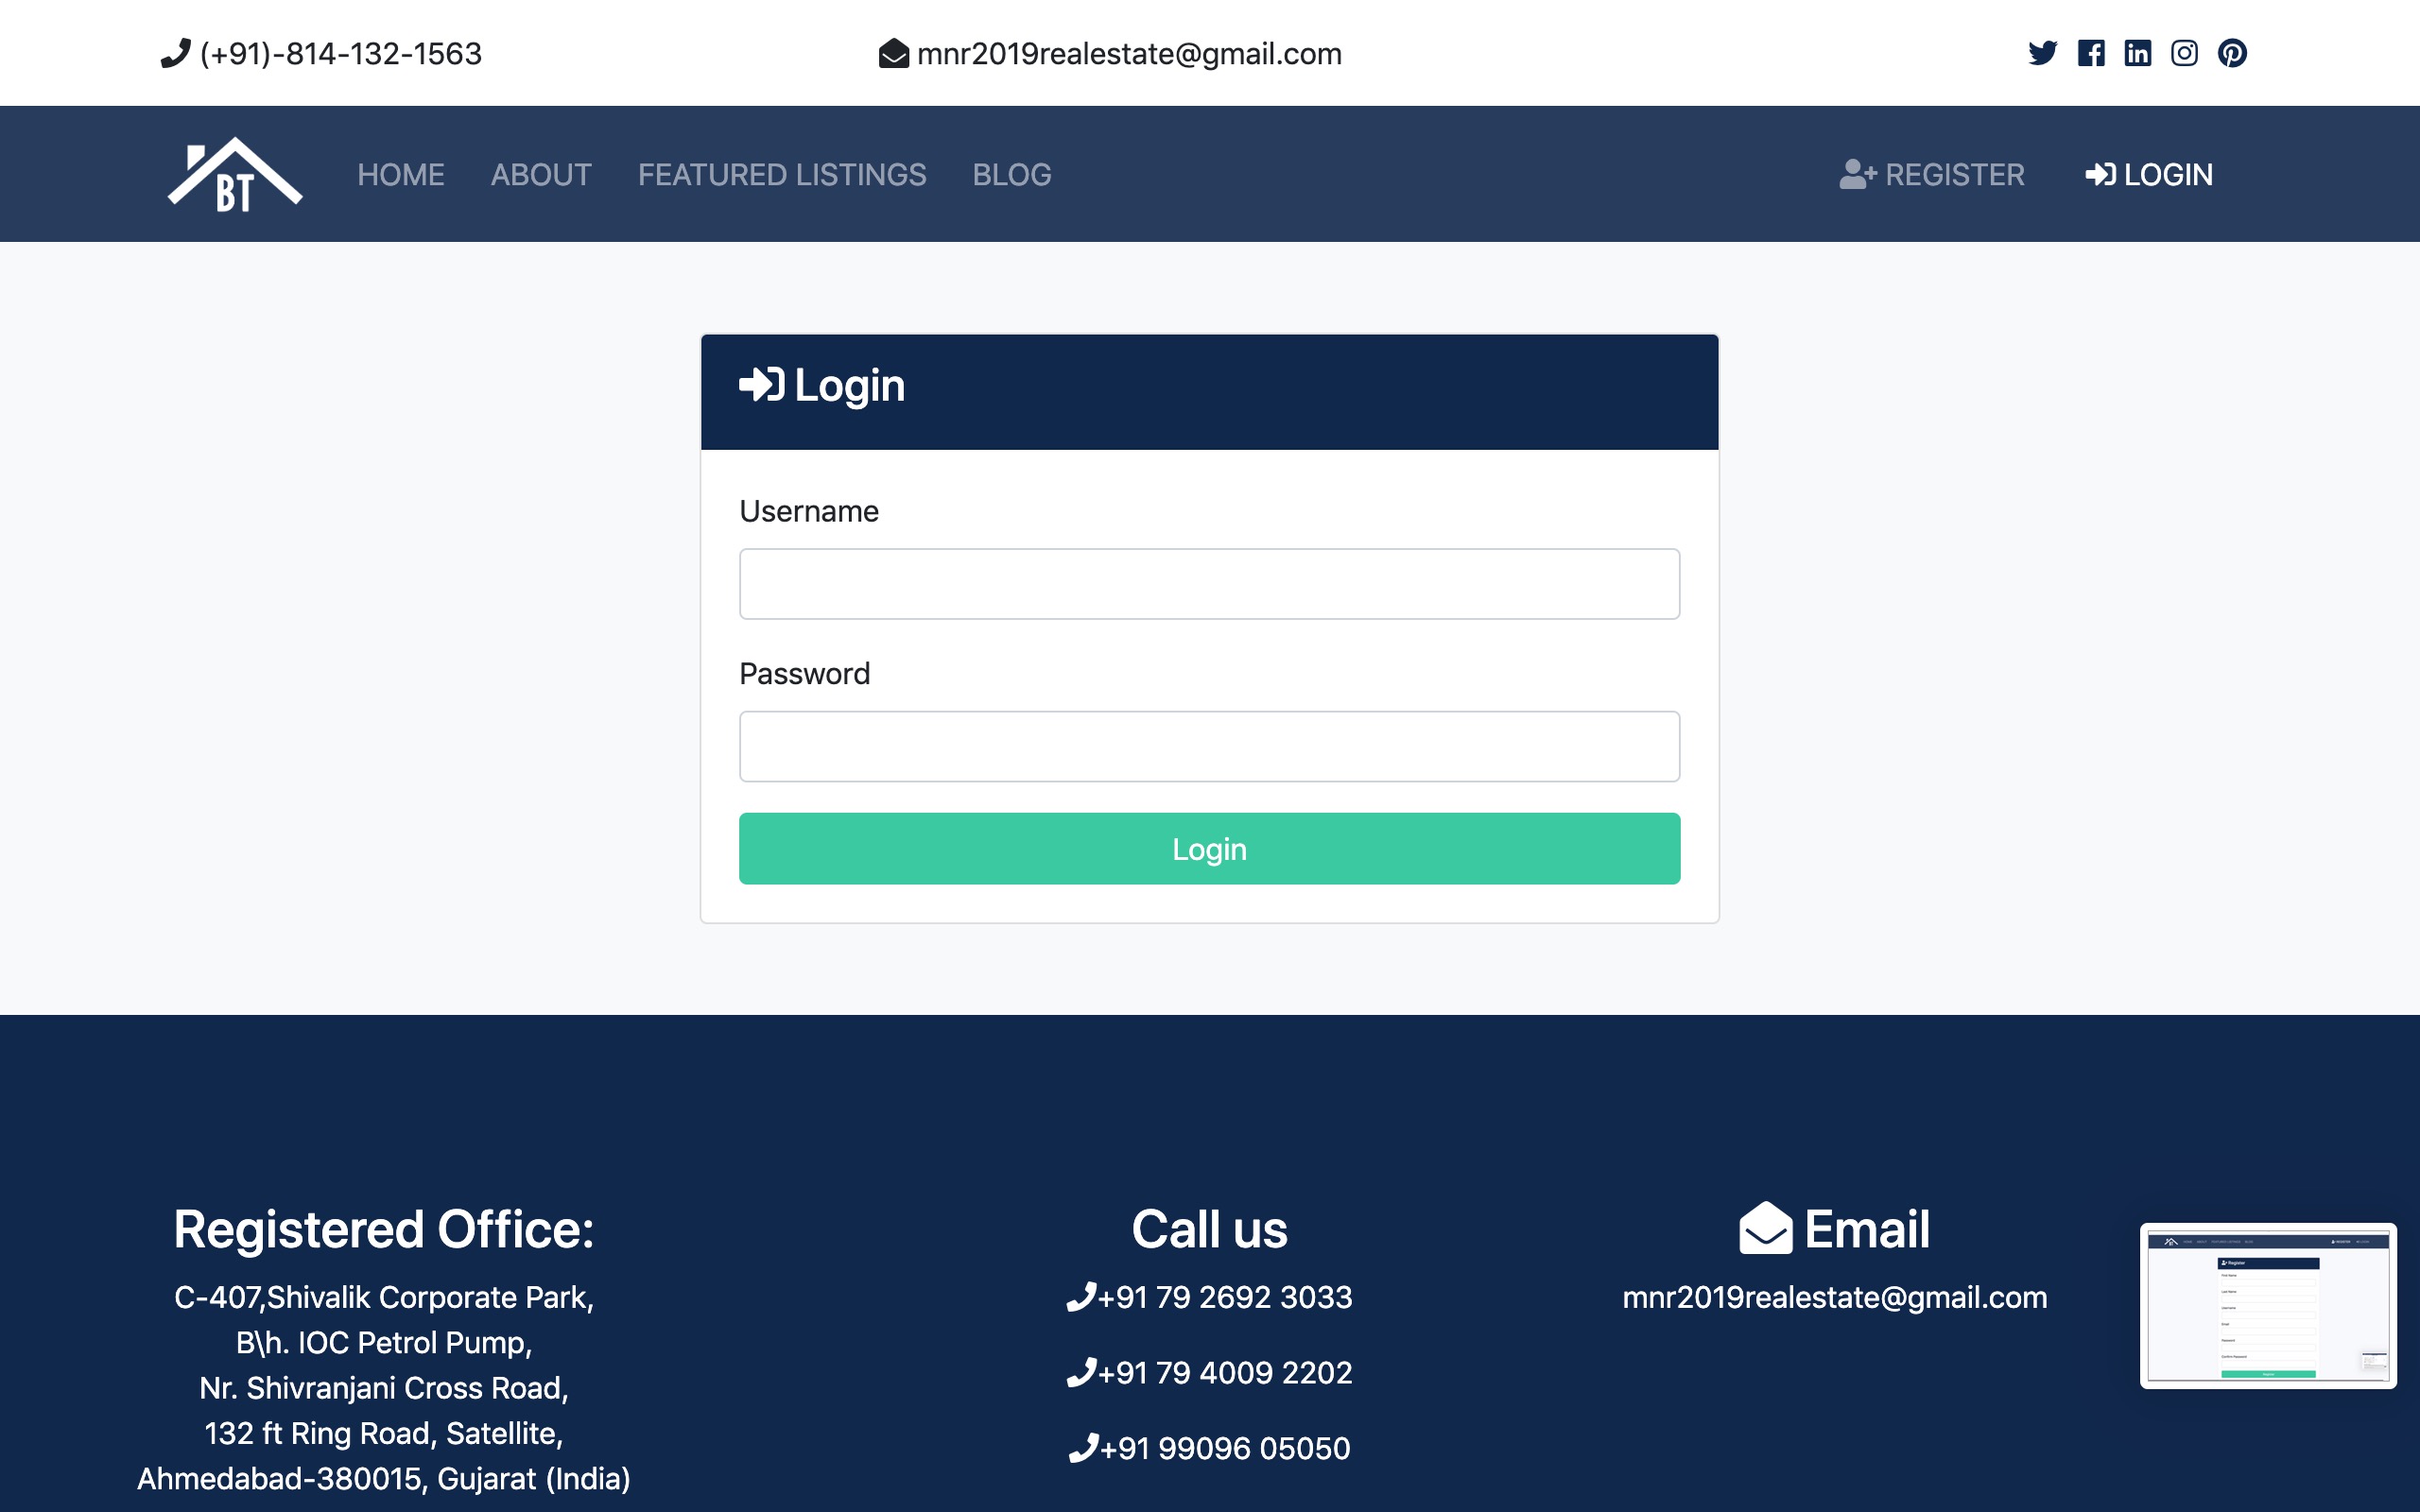 (+91)-814-132-1563
mnr2019realestate@gmail.com
BT
HOME ABOUT FEATURED LISTINGS BLOG
REGISTER LOGIN
Login
Username
Password
Login
Registered Office:
C-407,Shivalik Corporate Park,
B\h. IOC Petrol Pump,
Nr. Shivranjani Cross Road,
132 ft Ring Road, Satellite,
Ahmedabad-380015, Gujarat (India)
Call us
+91 79 2692 3033
+91 79 4009 2202
+91 99096 05050
Email
mnr2019realestate@gmail.com
Register